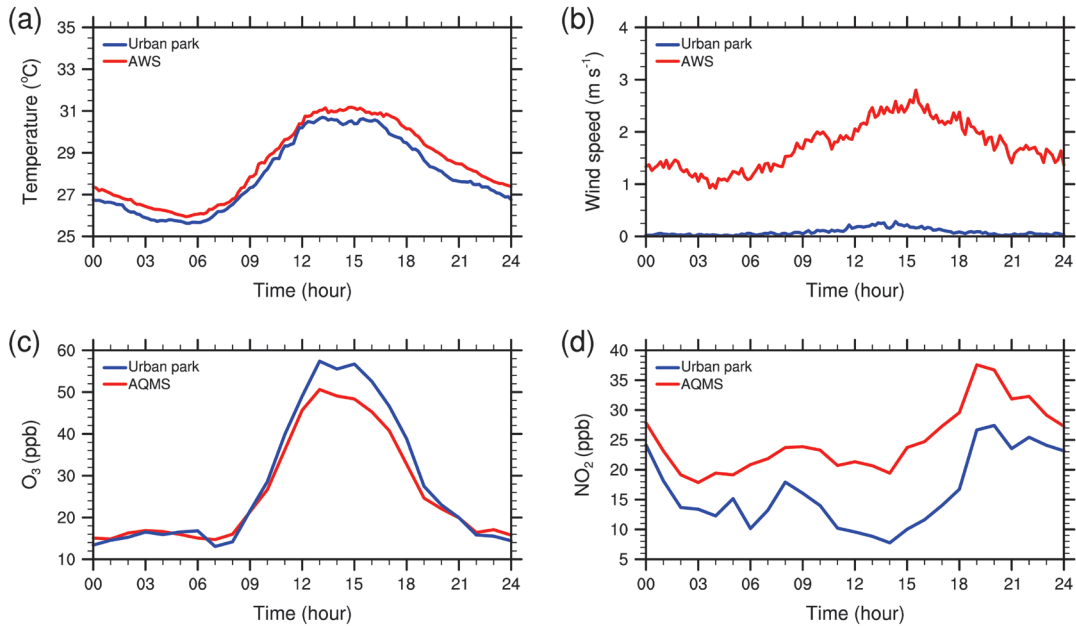 (a)
35
33
31
29
27
25
Temperature (°C)
Urban park
AWS
00 03 06 09 12 15 18 21 24
Time (hour)
(b)
4
3
2
1
0
Wind speed (m s⁻¹)
Urban park
AWS
00 03 06 09 12 15 18 21 24
Time (hour)
(c)
60
50
40
30
20
10
O₃ (ppb)
Urban park
AQMS
00 03 06 09 12 15 18 21 24
Time (hour)
(d)
40
35
30
25
20
15
10
5
NO₂ (ppb)
Urban park
AQMS
00 03 06 09 12 15 18 21 24
Time (hour)